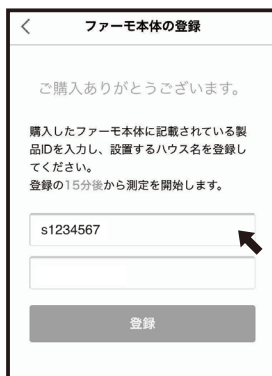 ファーモ本体の登録
ご購入ありがとうございます。
購入したファーモ本体に記載されている製
品IDを入力し、設置するハウス名を登録し
てください。
登録の15分後から測定を開始します。
s1234567
登録